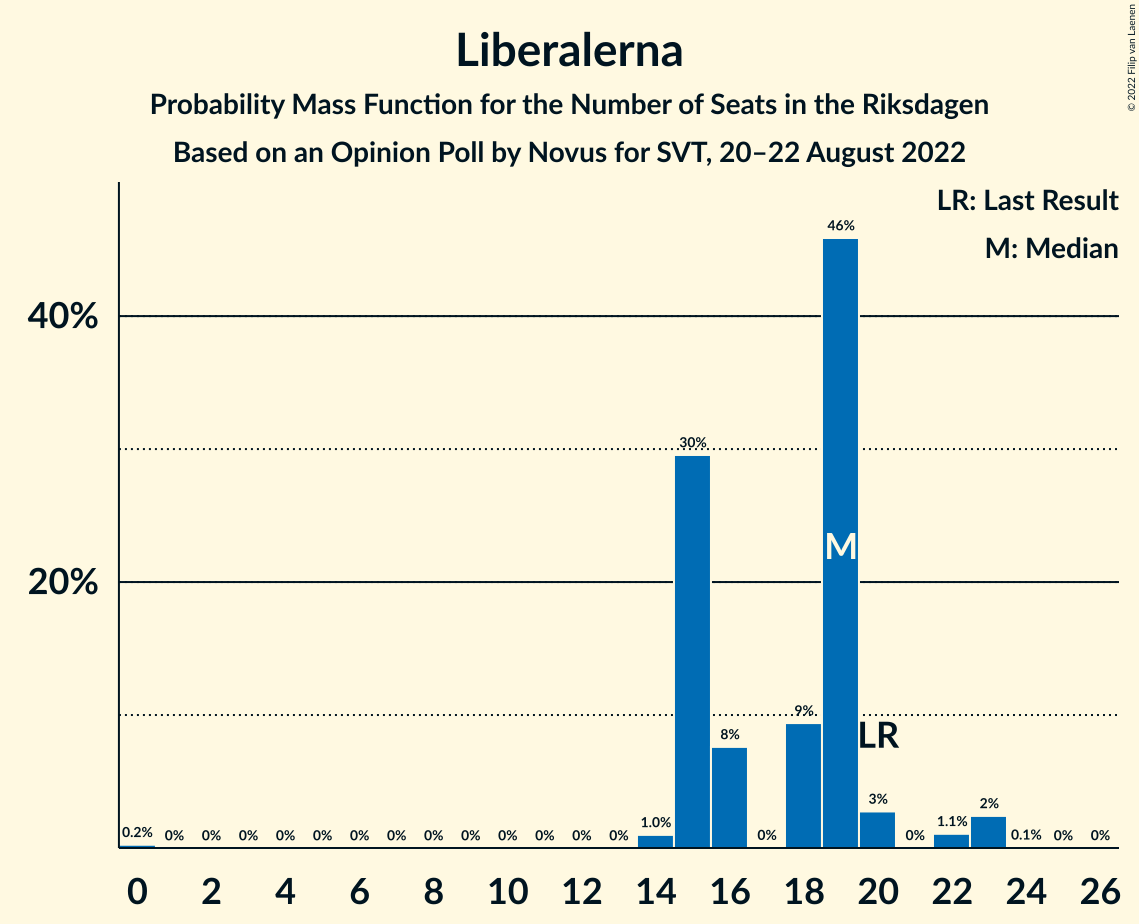 Liberalerna
Probability Mass Function for the Number of Seats in the Riksdagen
Based on an Opinion Poll by Novus for SVT, 20–22 August 2022
© 2022 Filip van Laenen
LR: Last Result
M: Median
46%
40%
30%
M
20%
9%
LR
8%
3%
2%
0.2% 0% 0% 0% 0% 0% 0% 0% 0% 0% 0% 0% 0% 0% 1.0% 0% 0% 1.1% 0.1% 0% 0%
0 2 4 6 8 10 12 14 16 18 20 22 24 26